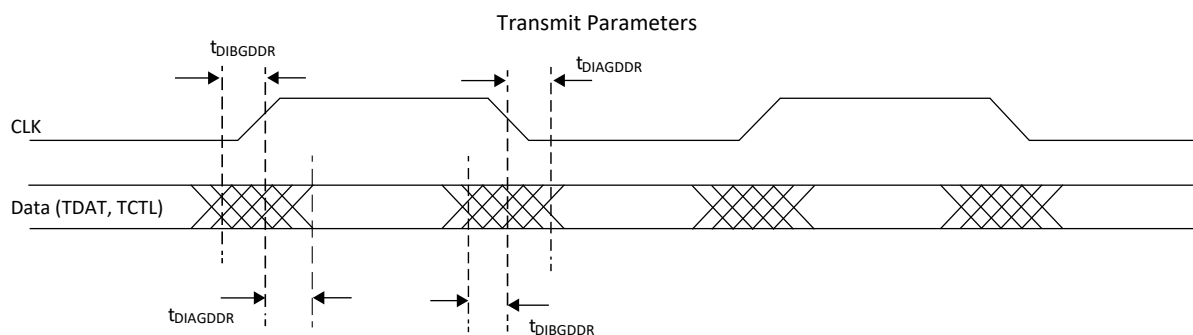 Transmit Parameters
tDIBGDDR
tDIAGDDR
CLK
Data (TDAT, TCTL)
tDIAGDDR
tDIBGDDR